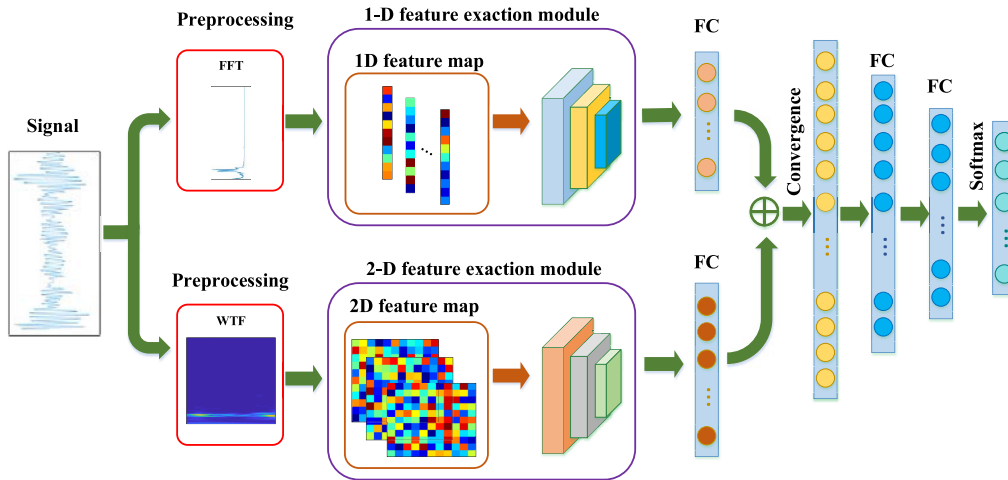 Signal
Preprocessing
FFT
1-D feature exaction module
1D feature map
...
FC
...
Preprocessing
WTF
2-D feature exaction module
2D feature map
FC
...
Convergence
...
FC
...
FC
...
Softmax
...